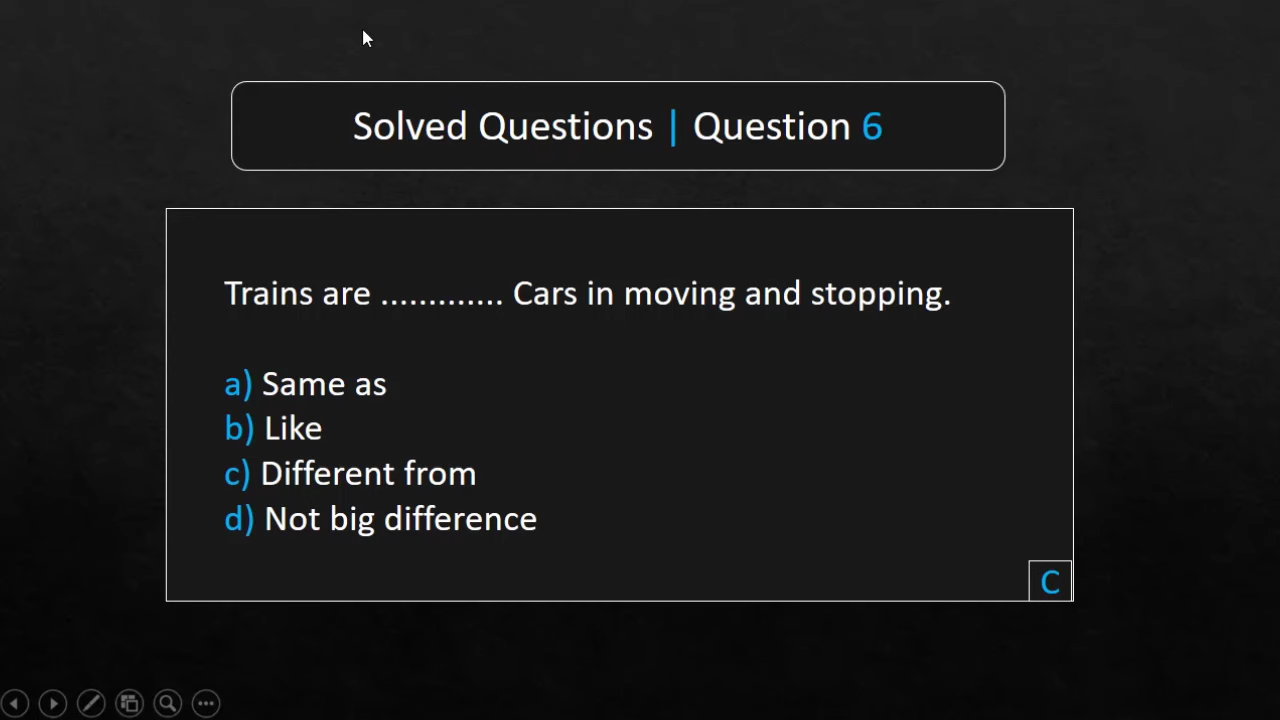 Solved Questions | Question 6
Trains are ............. Cars in moving and stopping.
a) Same as
b) Like
c) Different from
d) Not big difference
C